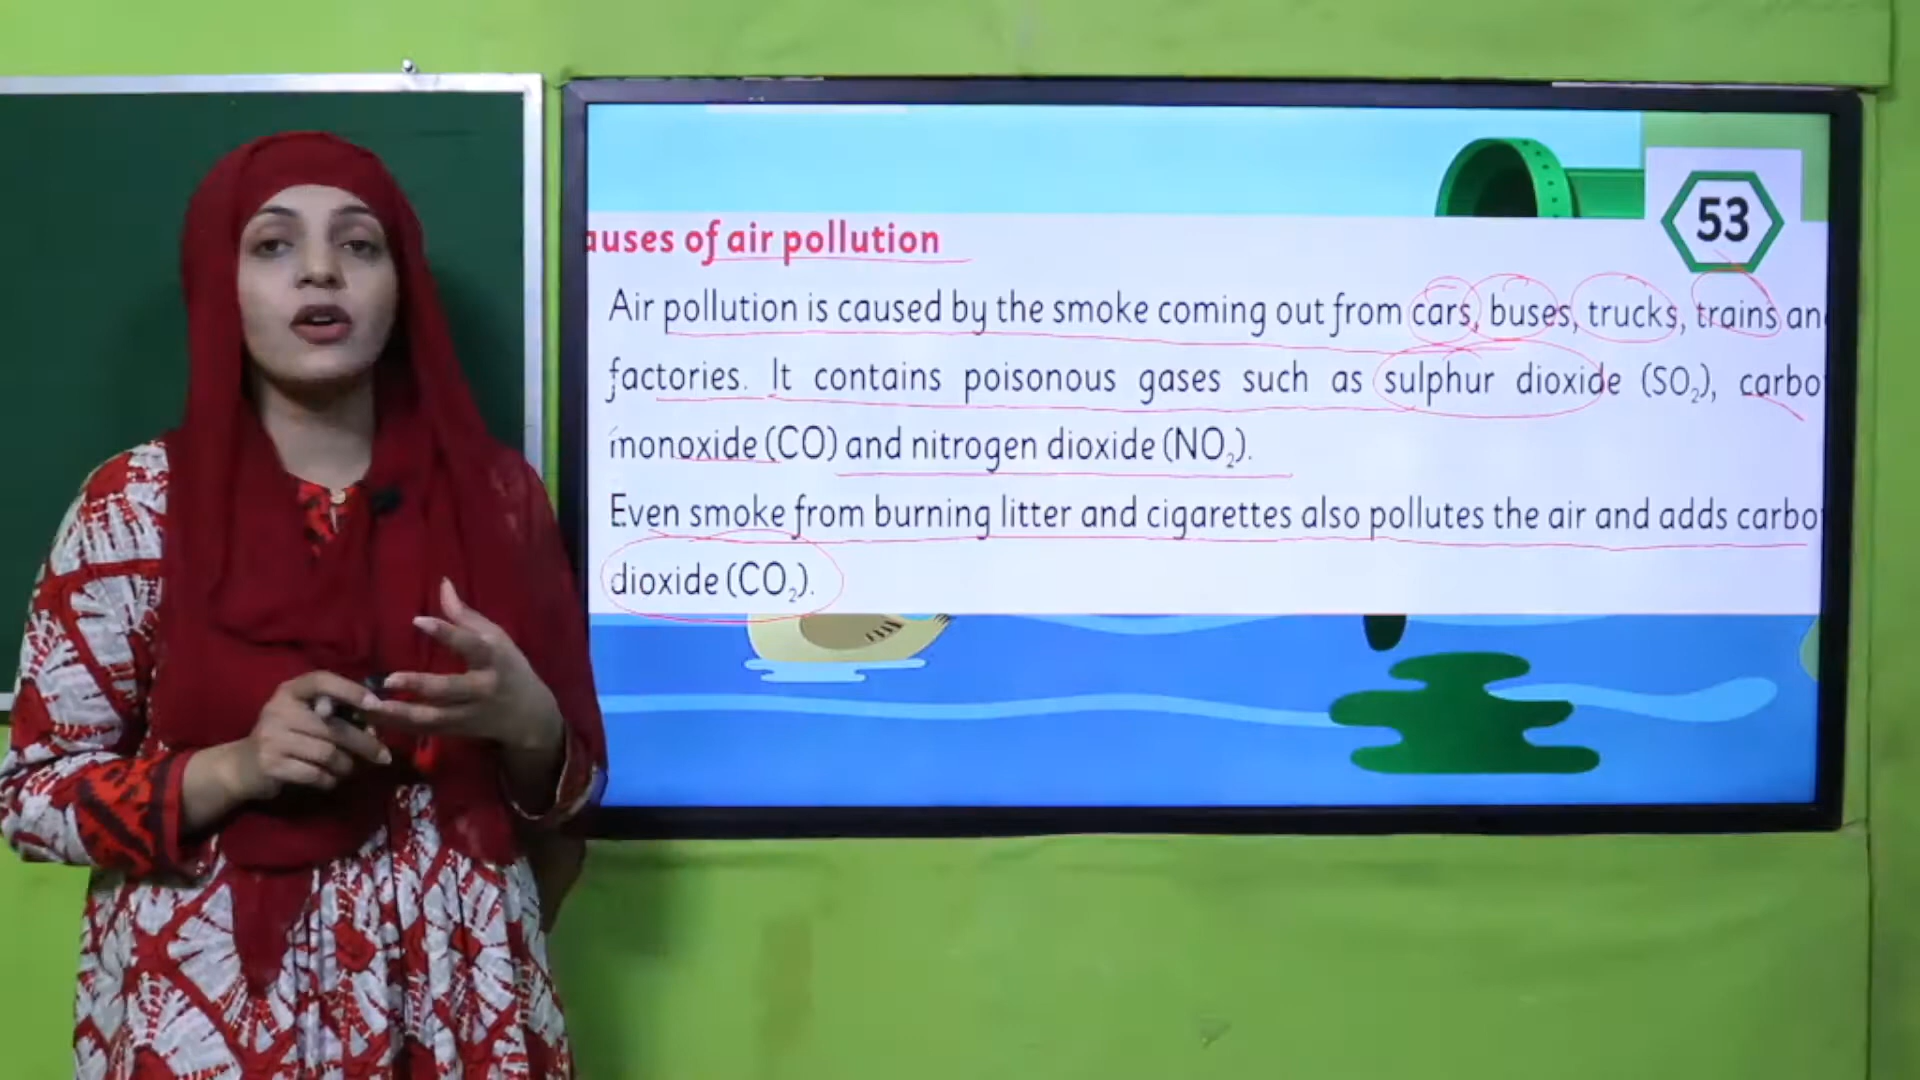 53
auses of air pollution
Air pollution is caused by the smoke coming out from cars, buses, trucks, trains an
factories. It contains poisonous gases such as sulphur dioxide (SO₂), carbo
monoxide (CO) and nitrogen dioxide (NO₂).
Even smoke from burning litter and cigarettes also pollutes the air and adds carbo
dioxide (CO₂).